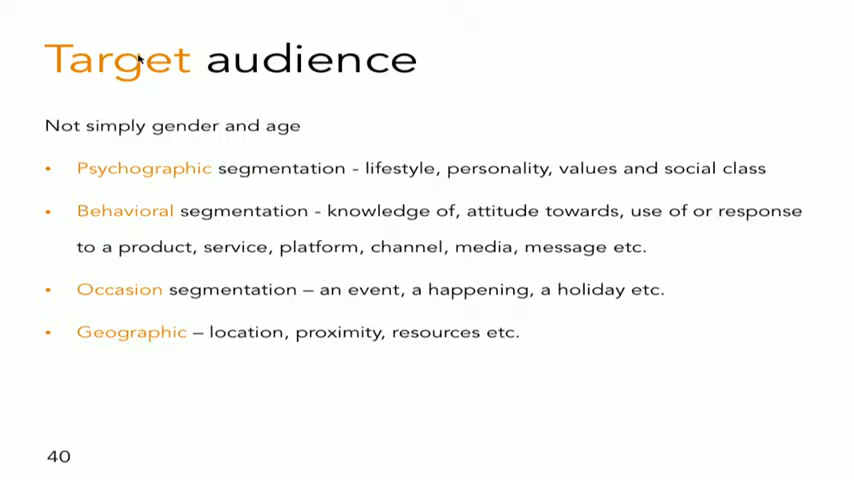 Target audience
Not simply gender and age
• Psychographic segmentation - lifestyle, personality, values and social class
• Behavioral segmentation - knowledge of, attitude towards, use of or response
to a product, service, platform, channel, media, message etc.
• Occasion segmentation – an event, a happening, a holiday etc.
• Geographic – location, proximity, resources etc.
40